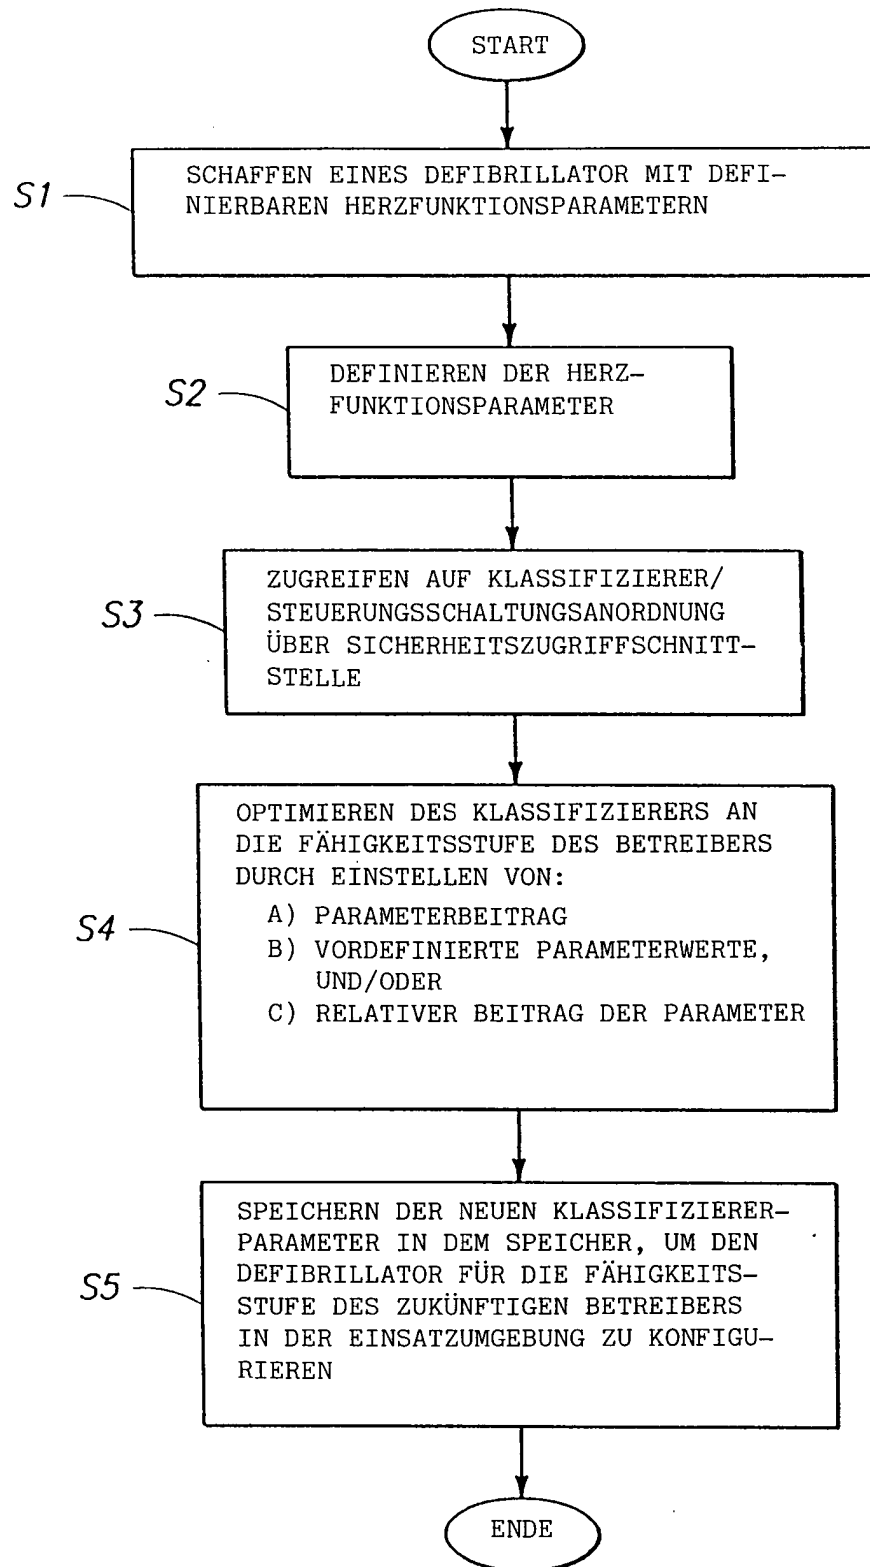 START
S1
SCHAFFEN EINES DEFIBRILLATOR MIT DEFI-
NIERBAREN HERZFUNKTIONSPARAMETERN
S2
DEFINIEREN DER HERZ-
FUNKTIONSPARAMETER
S3
ZUGREIFEN AUF KLASSIFIZIERER/
STEUERUNGSSCHALTUNGSANORDNUNG
ÜBER SICHERHEITSZUGRIFFSCHNITT-
STELLE
S4
OPTIMIEREN DES KLASSIFIZIERERS AN
DIE FÄHIGKEITSSTUFE DES BETREIBERS
DURCH EINSTELLEN VON:
A) PARAMETERBEITRAG
B) VORDEFINIERTE PARAMETERWERTE,
UND/ODER
C) RELATIVER BEITRAG DER PARAMETER
S5
SPEICHERN DER NEUEN KLASSIFIZIERER-
PARAMETER IN DEM SPEICHER, UM DEN
DEFIBRILLATOR FÜR DIE FÄHIGKEITS-
STUFE DES ZUKÜNFTIGEN BETREIBERS
IN DER EINSATZUMGEBUNG ZU KONFIGU-
RIEREN
ENDE